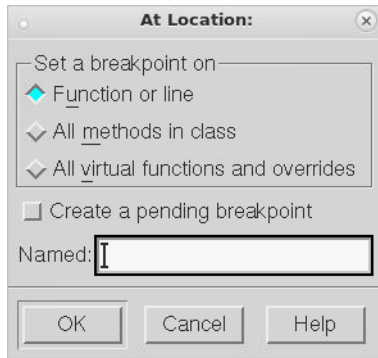 At Location:
Set a breakpoint on
Function or line
All methods in class
All virtual functions and overrides
Create a pending breakpoint
Named:
OK Cancel Help